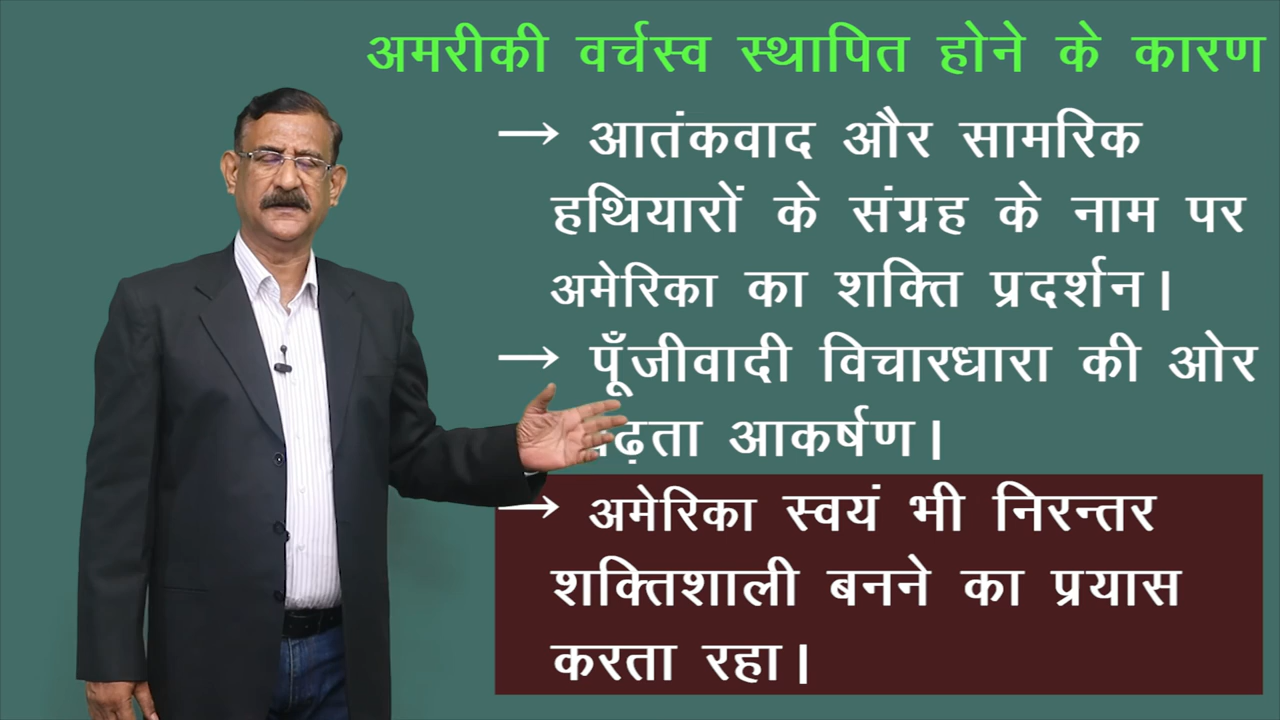 अमरीकी वर्चस्व स्थापित होने के कारण
→ आतंकवाद और सामरिक
हथियारों के संग्रह के नाम पर
अमेरिका का शक्ति प्रदर्शन।
→ पूँजीवादी विचारधारा की ओर
आकर्षण।
→ अमेरिका स्वयं भी निरन्तर
शक्तिशाली बनने का प्रयास
करता रहा।